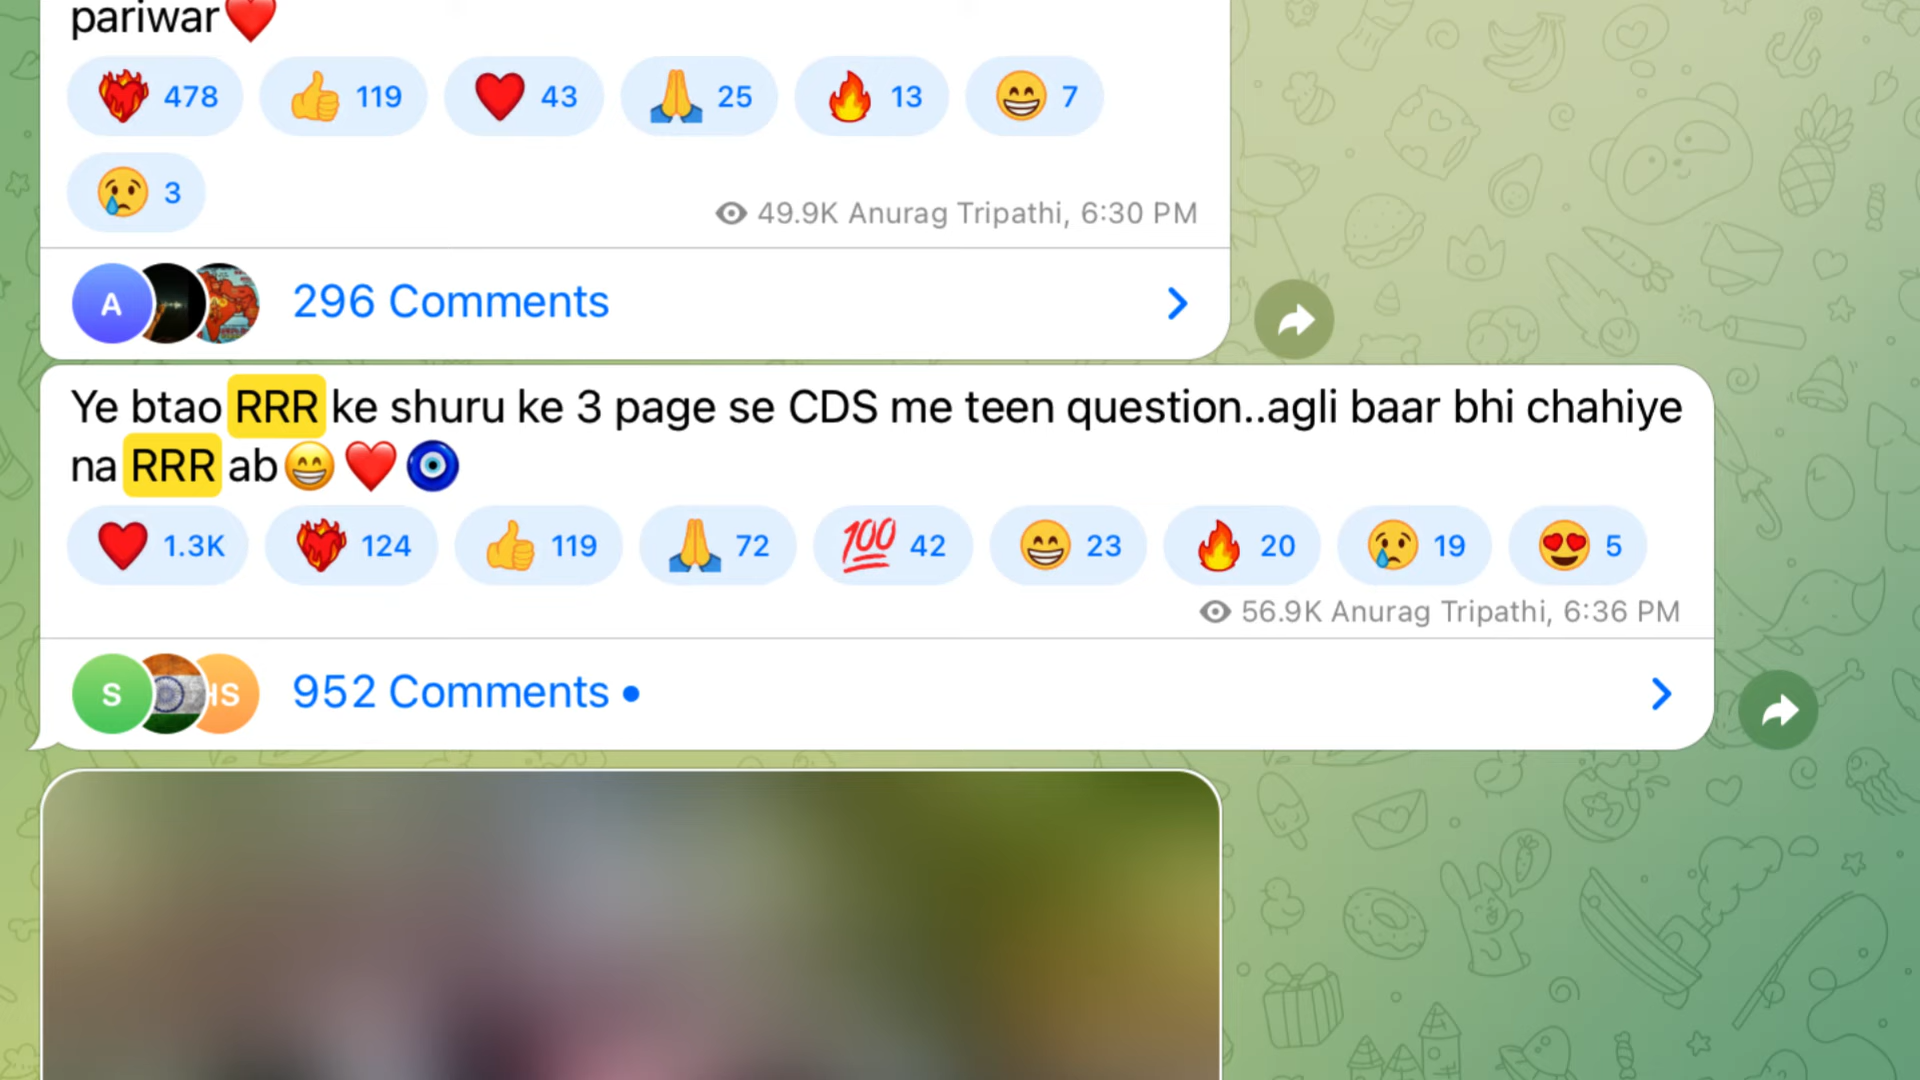 pariwar❤️
❤️‍🔥 478 👍 119 ❤️ 43 🙏 25 🔥 13 😁 7
😢 3
49.9K Anurag Tripathi, 6:30 PM
A 296 Comments
Ye btao RRR ke shuru ke 3 page se CDS me teen question..agli baar bhi chahiye
na RRR ab😁❤️🧿
❤️ 1.3K ❤️‍🔥 124 👍 119 🙏 72 💯 42 😁 23 🔥 20 😢 19 😍 5
56.9K Anurag Tripathi, 6:36 PM
S HS 952 Comments